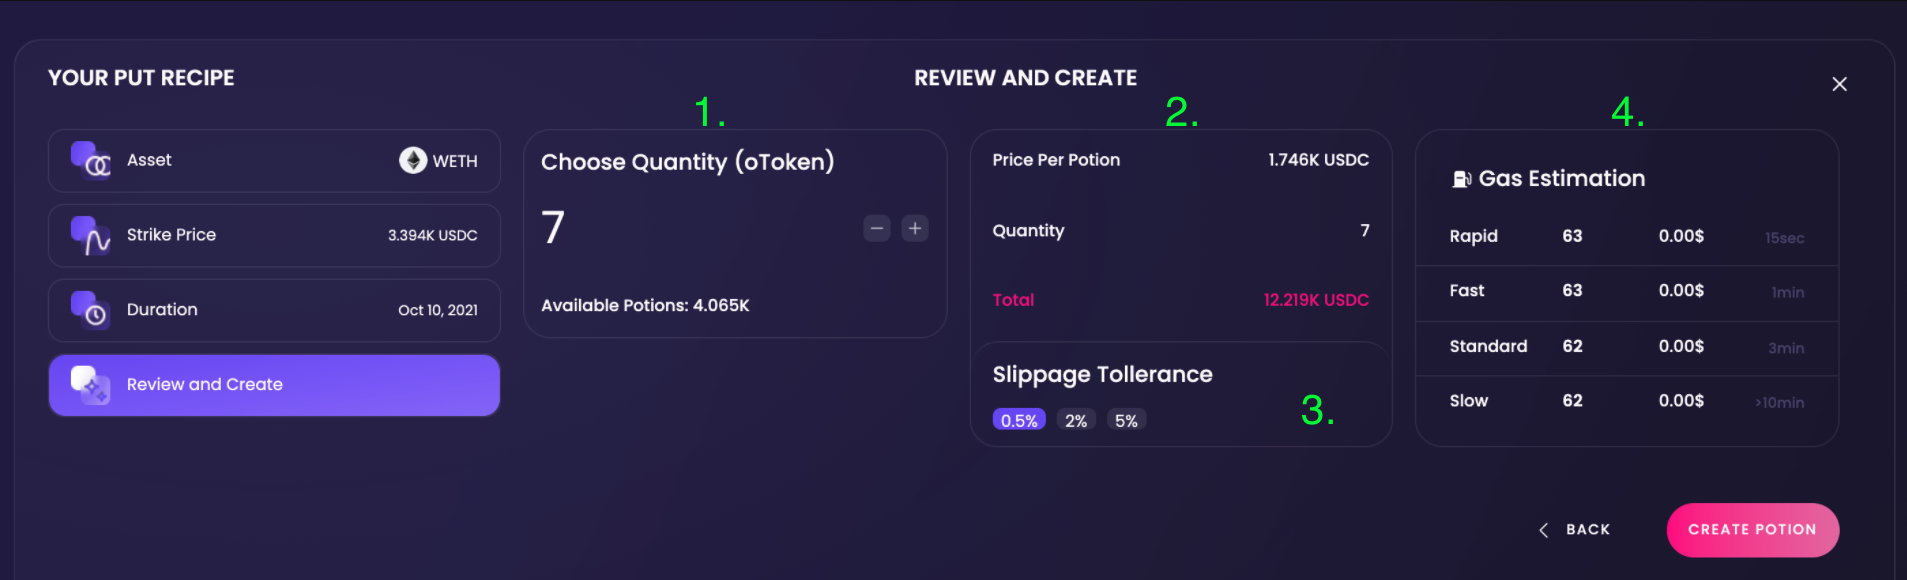 YOUR PUT RECIPE
REVIEW AND CREATE
1.
2.
4.
Asset
WETH
Strike Price
3.394K USDC
Duration
Oct 10, 2021
Review and Create
Choose Quantity (oToken)
7
− +
Available Potions: 4.065K
Price Per Potion 1.746K USDC
Quantity 7
Total 12.219K USDC
Slippage Tollerance
3.
0.5% 2% 5%
Gas Estimation
Rapid 63 0.00$ 15sec
Fast 63 0.00$ 1min
Standard 62 0.00$ 3min
Slow 62 0.00$ >10min
BACK
CREATE POTION